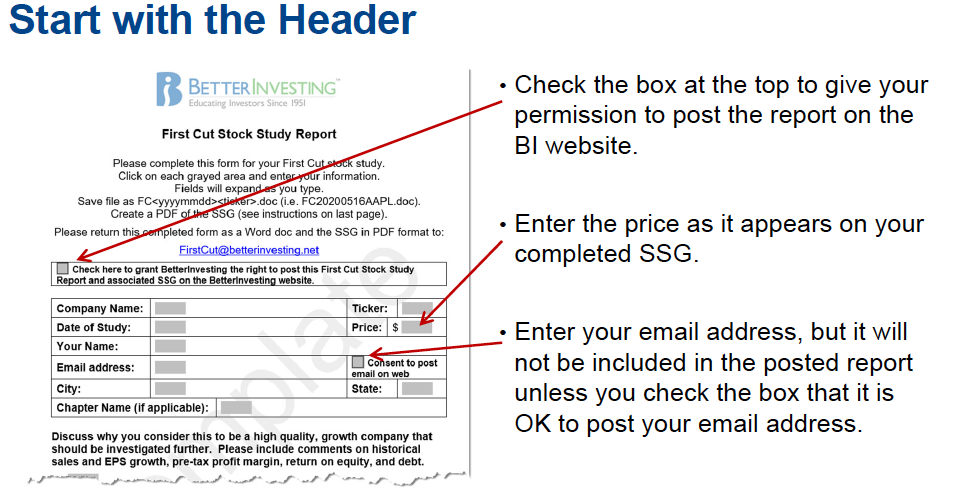 Start with the Header
BETTERINVESTING™
Educating Investors Since 1951
First Cut Stock Study Report
Please complete this form for your First Cut stock study.
Click on each grayed area and enter your information.
Fields will expand as you type.
Save file as FC<yyyymmdd><ticker>.doc (i.e. FC20200516AAPL.doc).
Create a PDF of the SSG (see instructions on last page).
Please return this completed form as a Word doc and the SSG in PDF format to:
FirstCut@betterinvesting.net
Check here to grant BetterInvesting the right to post this First Cut Stock Study
Report and associated SSG on the BetterInvesting website.
Company Name: Ticker:
Date of Study: Price: $
Your Name:
Email address: Consent to post
email on web
City: State:
Chapter Name (if applicable):
Discuss why you consider this to be a high quality, growth company that
should be investigated further. Please include comments on historical
sales and EPS growth, pre-tax profit margin, return on equity, and debt.
• Check the box at the top to give your
permission to post the report on the
BI website.
• Enter the price as it appears on your
completed SSG.
• Enter your email address, but it will
not be included in the posted report
unless you check the box that it is
OK to post your email address.